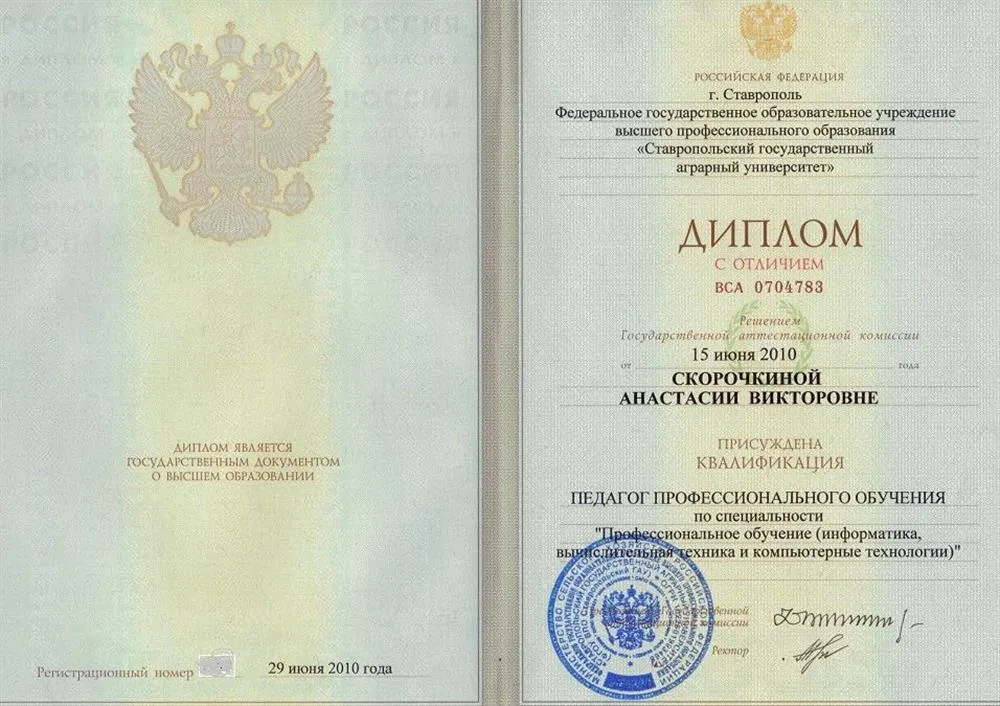 ДИПЛОМ ЯВЛЯЕТСЯ
ГОСУДАРСТВЕННЫМ ДОКУМЕНТОМ
О ВЫСШЕМ ОБРАЗОВАНИИ
Регистрационный номер
29 июня 2010 года
РОССИЙСКАЯ ФЕДЕРАЦИЯ
г. Ставрополь
Федеральное государственное образовательное учреждение
высшего профессионального образования
«Ставропольский государственный
аграрный университет»
ДИПЛОМ
С ОТЛИЧИЕМ
ВСА 0704783
Решением
Государственной аттестационной комиссии
от 15 июня 2010 года
СКОРОЧКИНОЙ
АНАСТАСИИ ВИКТОРОВНЕ
ПРИСУЖДЕНА
КВАЛИФИКАЦИЯ
ПЕДАГОГ ПРОФЕССИОНАЛЬНОГО ОБУЧЕНИЯ
по специальности
"Профессиональное обучение (информатика,
вычислительная техника и компьютерные технологии)"
комиссии
Ректор